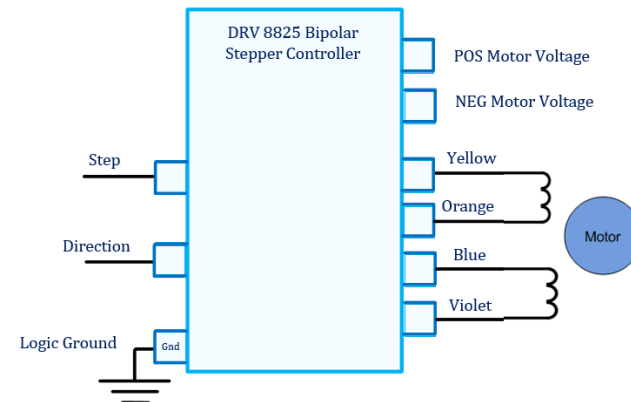 DRV 8825 Bipolar
Stepper Controller
POS Motor Voltage
NEG Motor Voltage
Step
Yellow
Orange
Motor
Direction
Blue
Violet
Logic Ground
Gnd